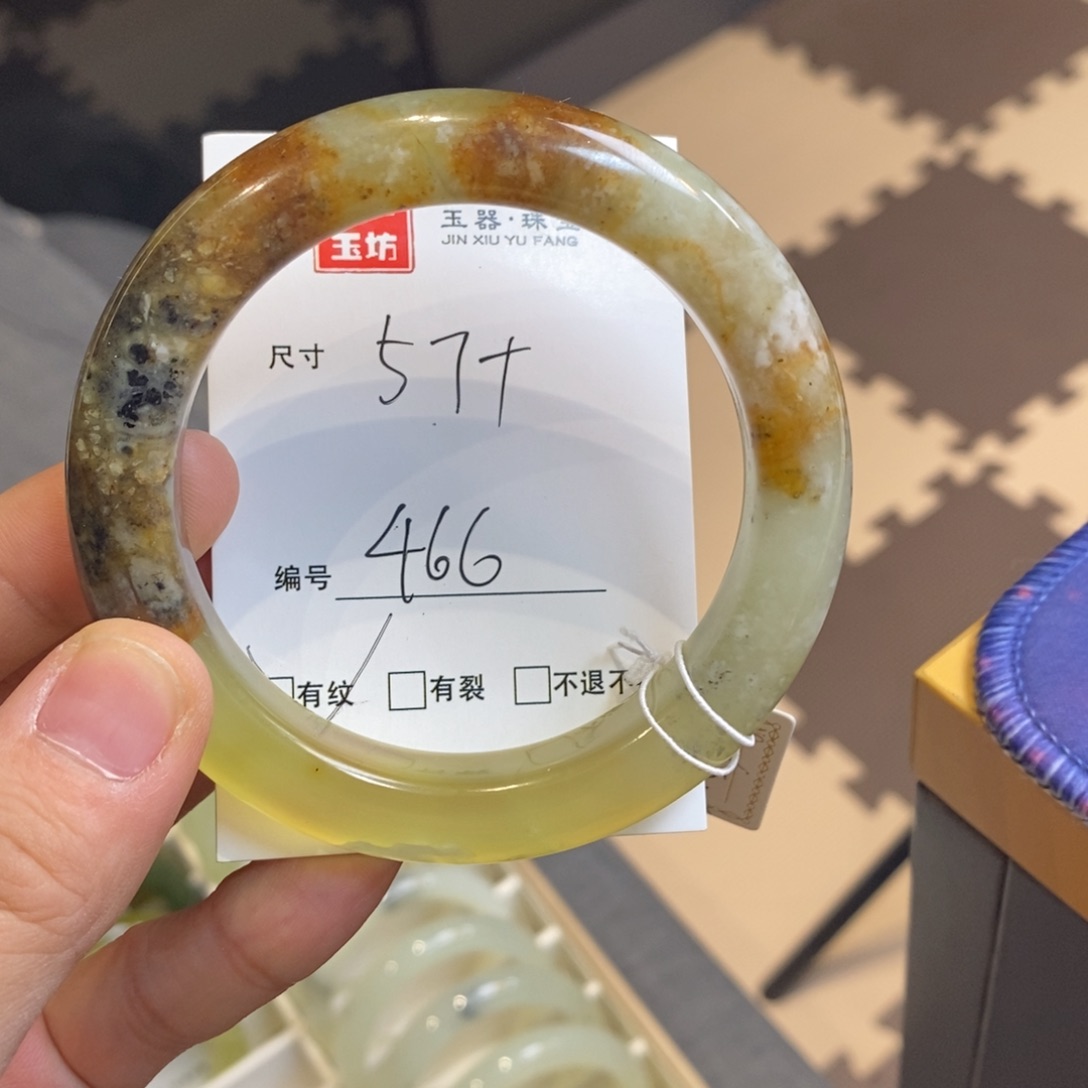 玉坊
玉器·珠
JIN XIU YU FANG
尺寸 57+
编号 466
有纹 有裂 不退不